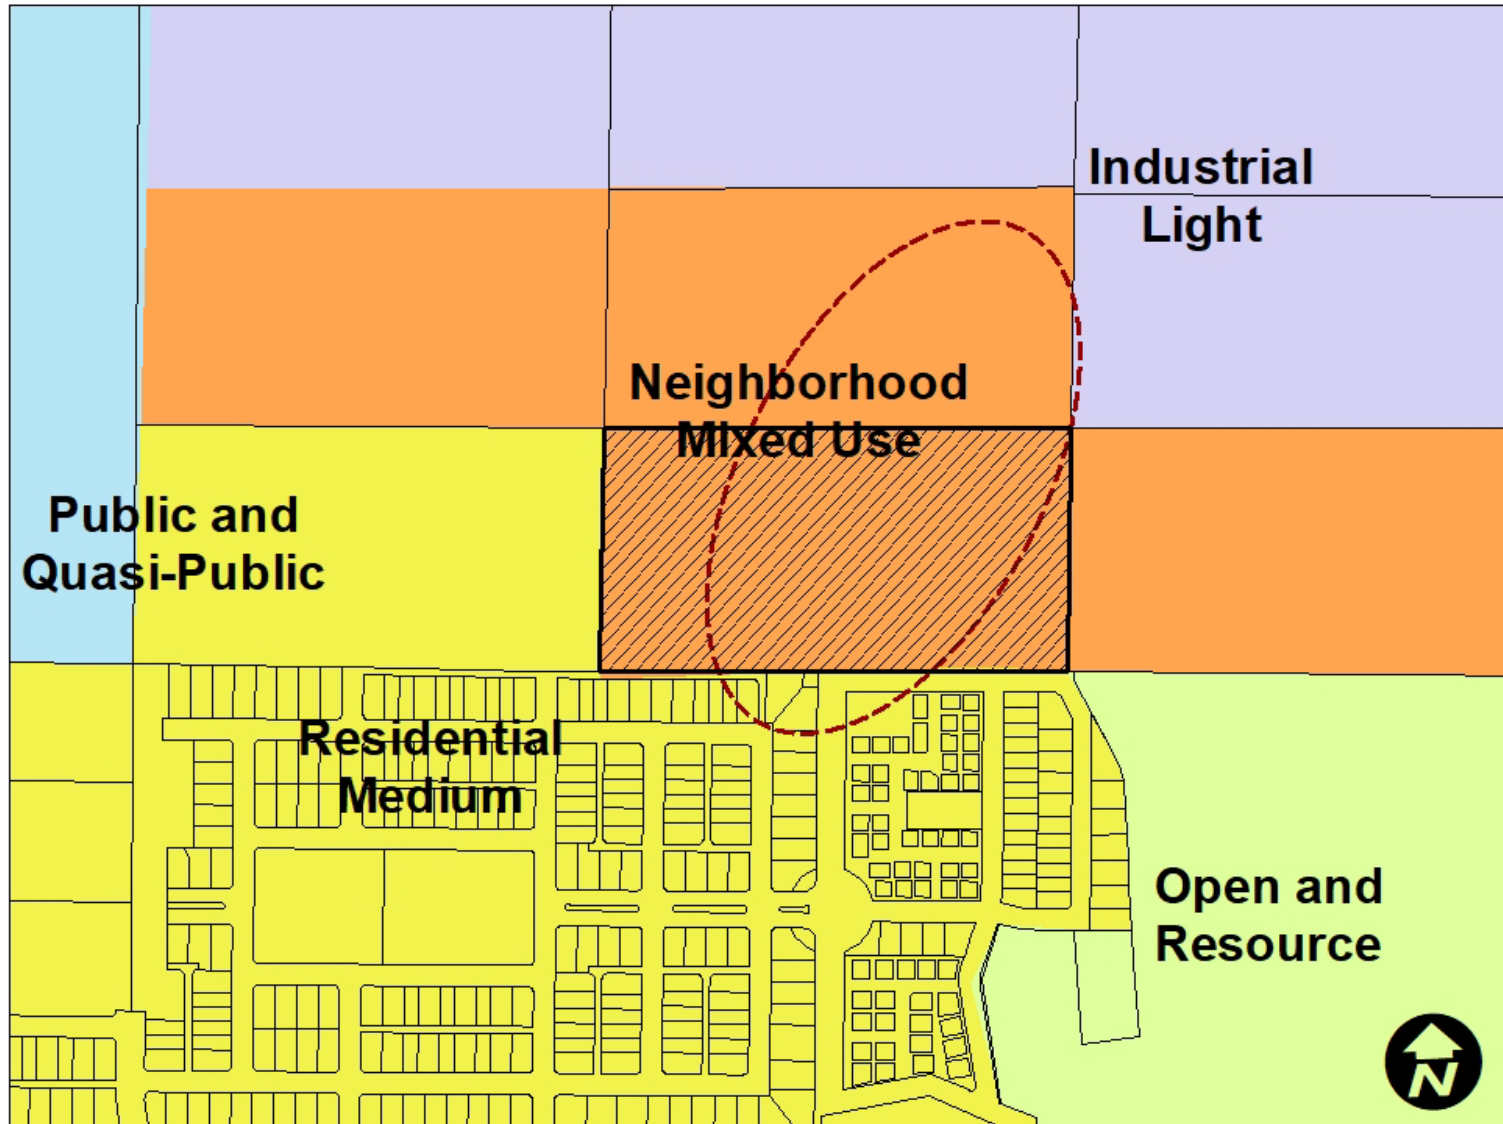 Industrial
Light
Neighborhood
Mixed Use
Public and
Quasi-Public
Residential
Medium
Open and
Resource
N